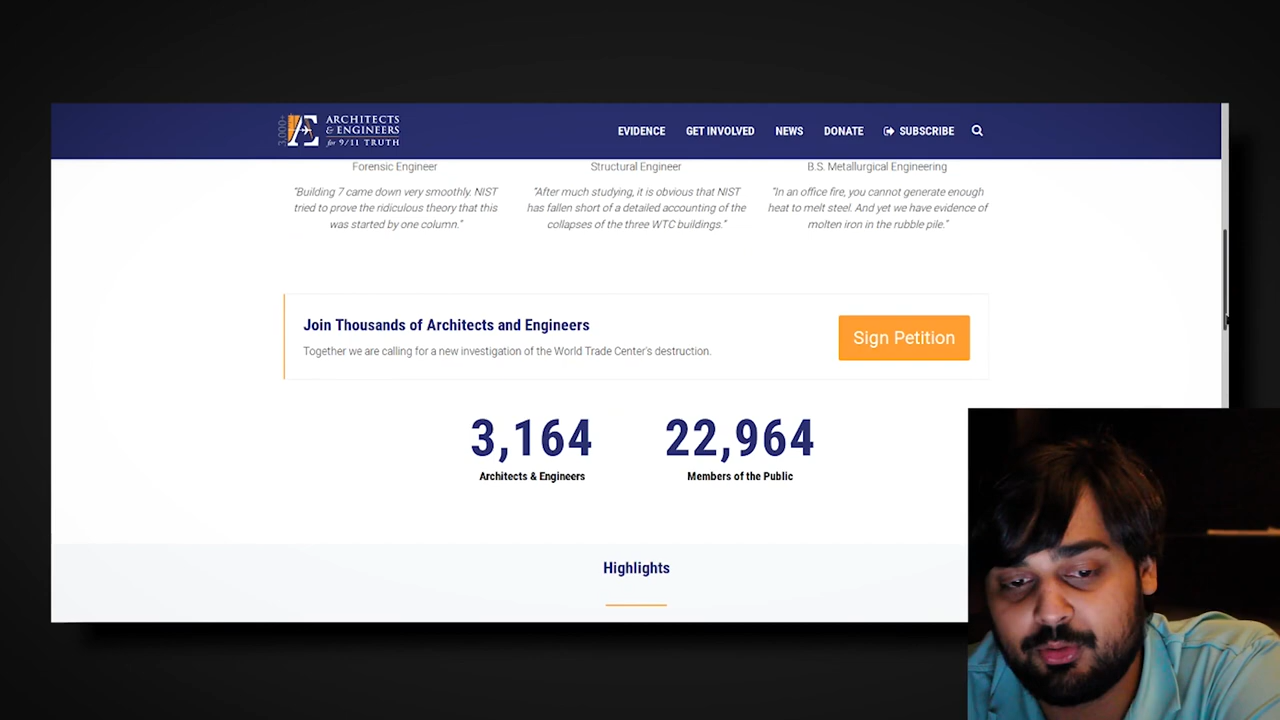 3,000+
ARCHITECTS
& ENGINEERS
for 9/11 TRUTH
EVIDENCE GET INVOLVED NEWS DONATE SUBSCRIBE
Forensic Engineer
"Building 7 came down very smoothly. NIST
tried to prove the ridiculous theory that this
was started by one column."
Structural Engineer
"After much studying, it is obvious that NIST
has fallen short of a detailed accounting of the
collapses of the three WTC buildings."
B.S. Metallurgical Engineering
"In an office fire, you cannot generate enough
heat to melt steel. And yet we have evidence of
molten iron in the rubble pile."
Join Thousands of Architects and Engineers
Together we are calling for a new investigation of the World Trade Center's destruction.
Sign Petition
3,164
Architects & Engineers
22,964
Members of the Public
Highlights